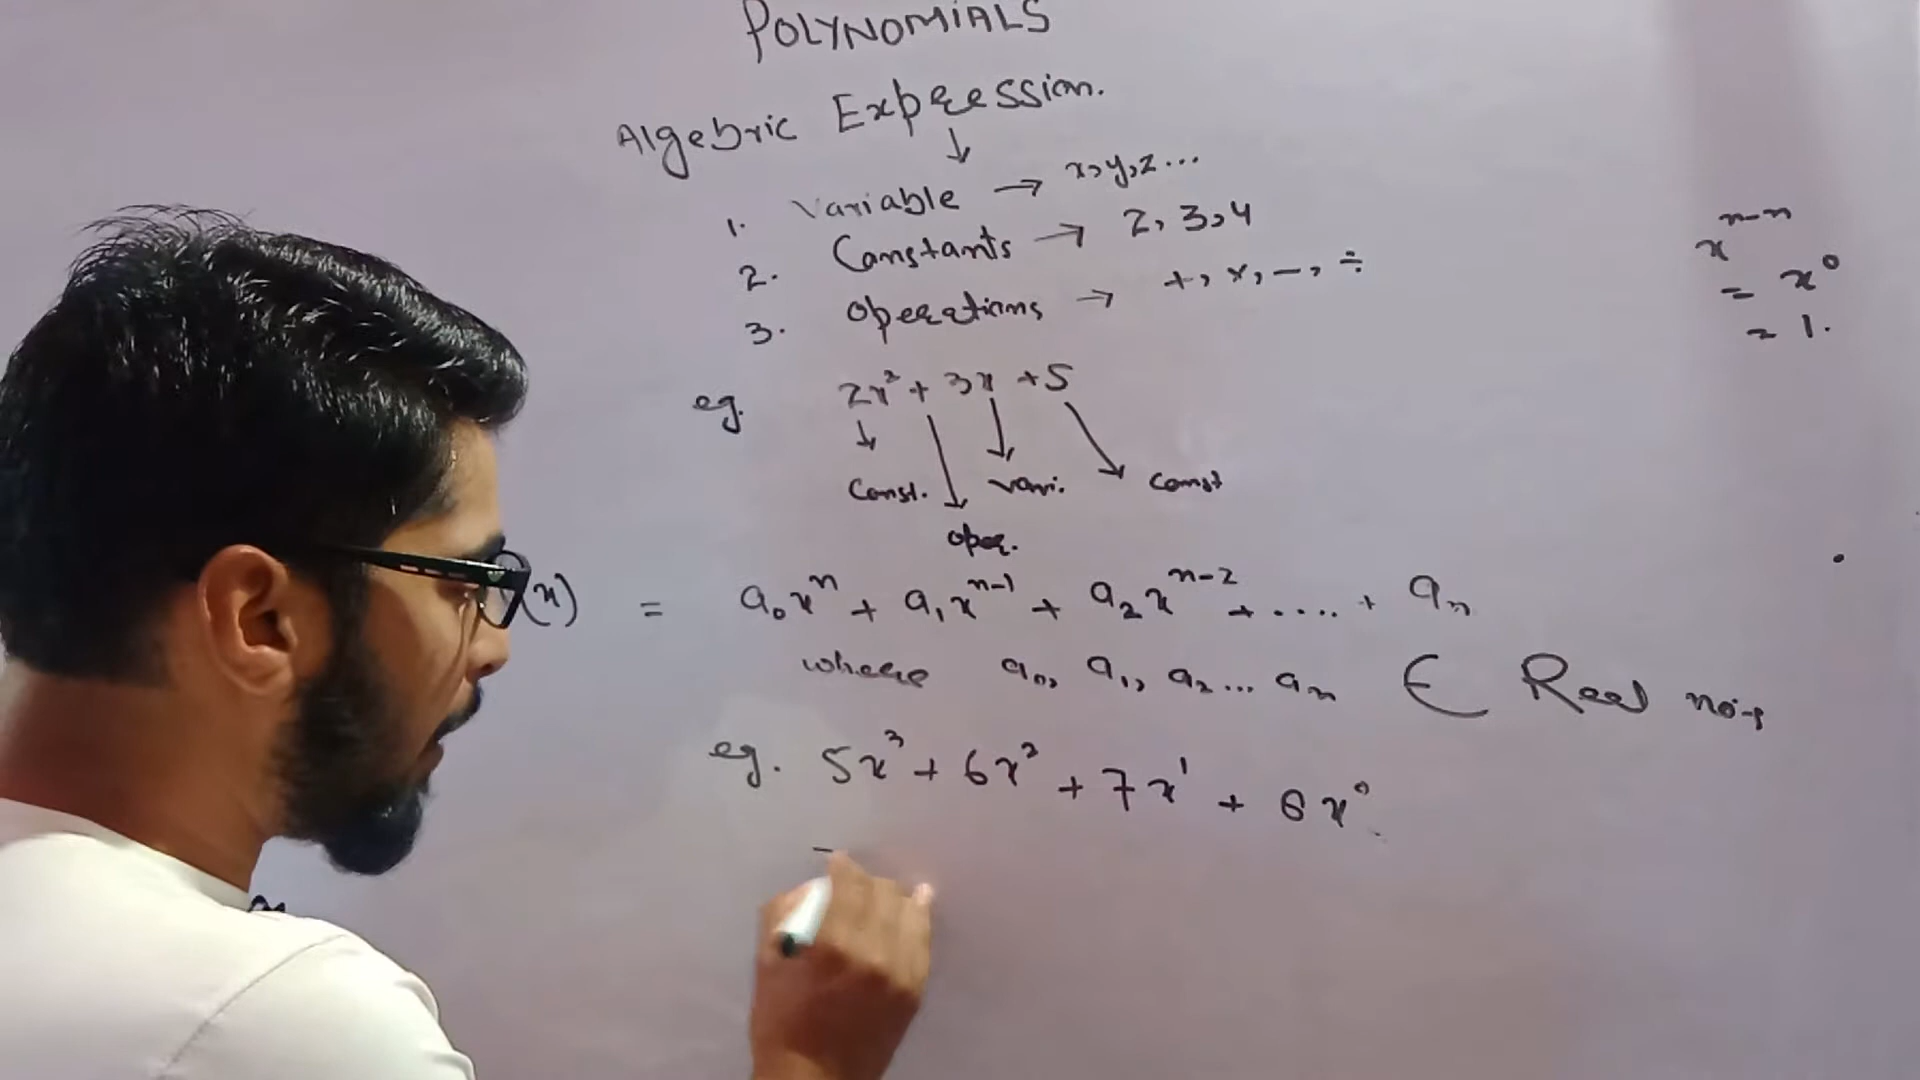 POLYNOMIALS
Algebric Expression.
↓
1. Variable → x, y, z ...
2. Constants → 2, 3, 4
3. Operations → +, ×, −, ÷
eg. 2x² + 3x + 5
Const. vari. const
oper.
(x) = a₀xⁿ + a₁xⁿ⁻¹ + a₂xⁿ⁻² + .... + aₙ
where a₀, a₁, a₂ ... aₙ ∈ Real no's
eg. 5x³ + 6x² + 7x¹ + 6x⁰.
xⁿ⁻ⁿ
= x⁰
= 1.